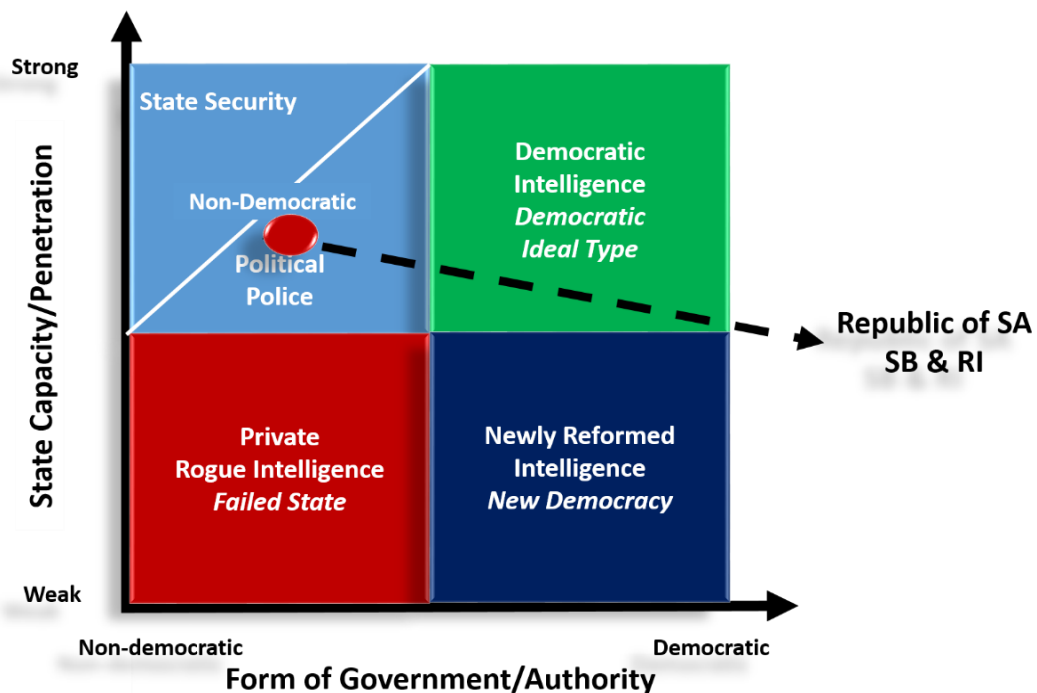 Strong
State Security
Democratic
Intelligence
Democratic
Ideal Type
Non-Democratic
Political
Police
State Capacity/Penetration
Republic of SA
SB & RI
Private
Rogue Intelligence
Failed State
Newly Reformed
Intelligence
New Democracy
Weak
Non-democratic
Democratic
Form of Government/Authority